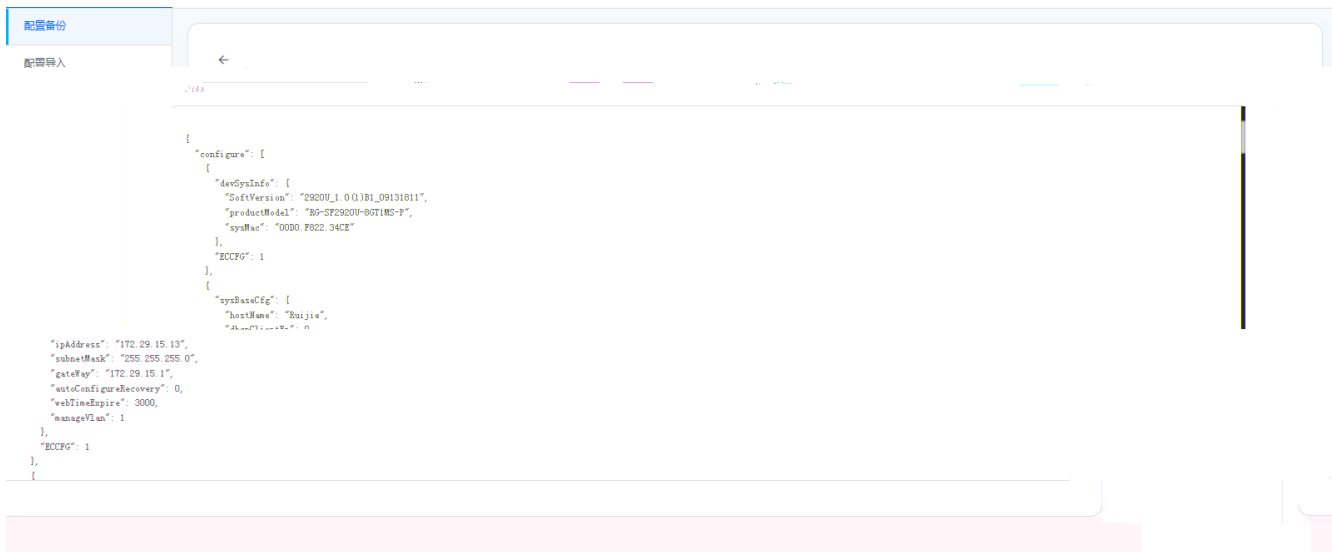 配置备份
配置导入
{
"configure": [
{
"devSysInfo": {
"SoftVersion": "2920U_1.0(1)B1_09131811",
"productModel": "RG-SF2920U-8GT1MS-P",
"sysMac": "00D0.F822.34CE"
},
"ECCFG": 1
},
{
"sysBaseCfg": {
"hostName": "Ruijie",
"dhcpClientEn": 0
"ipAddress": "172.29.15.13",
"subnetMask": "255.255.255.0",
"gateWay": "172.29.15.1",
"autoConfigureRecovery": 0,
"webTimeExpire": 3000,
"manageVlan": 1
},
"ECCFG": 1
},
{